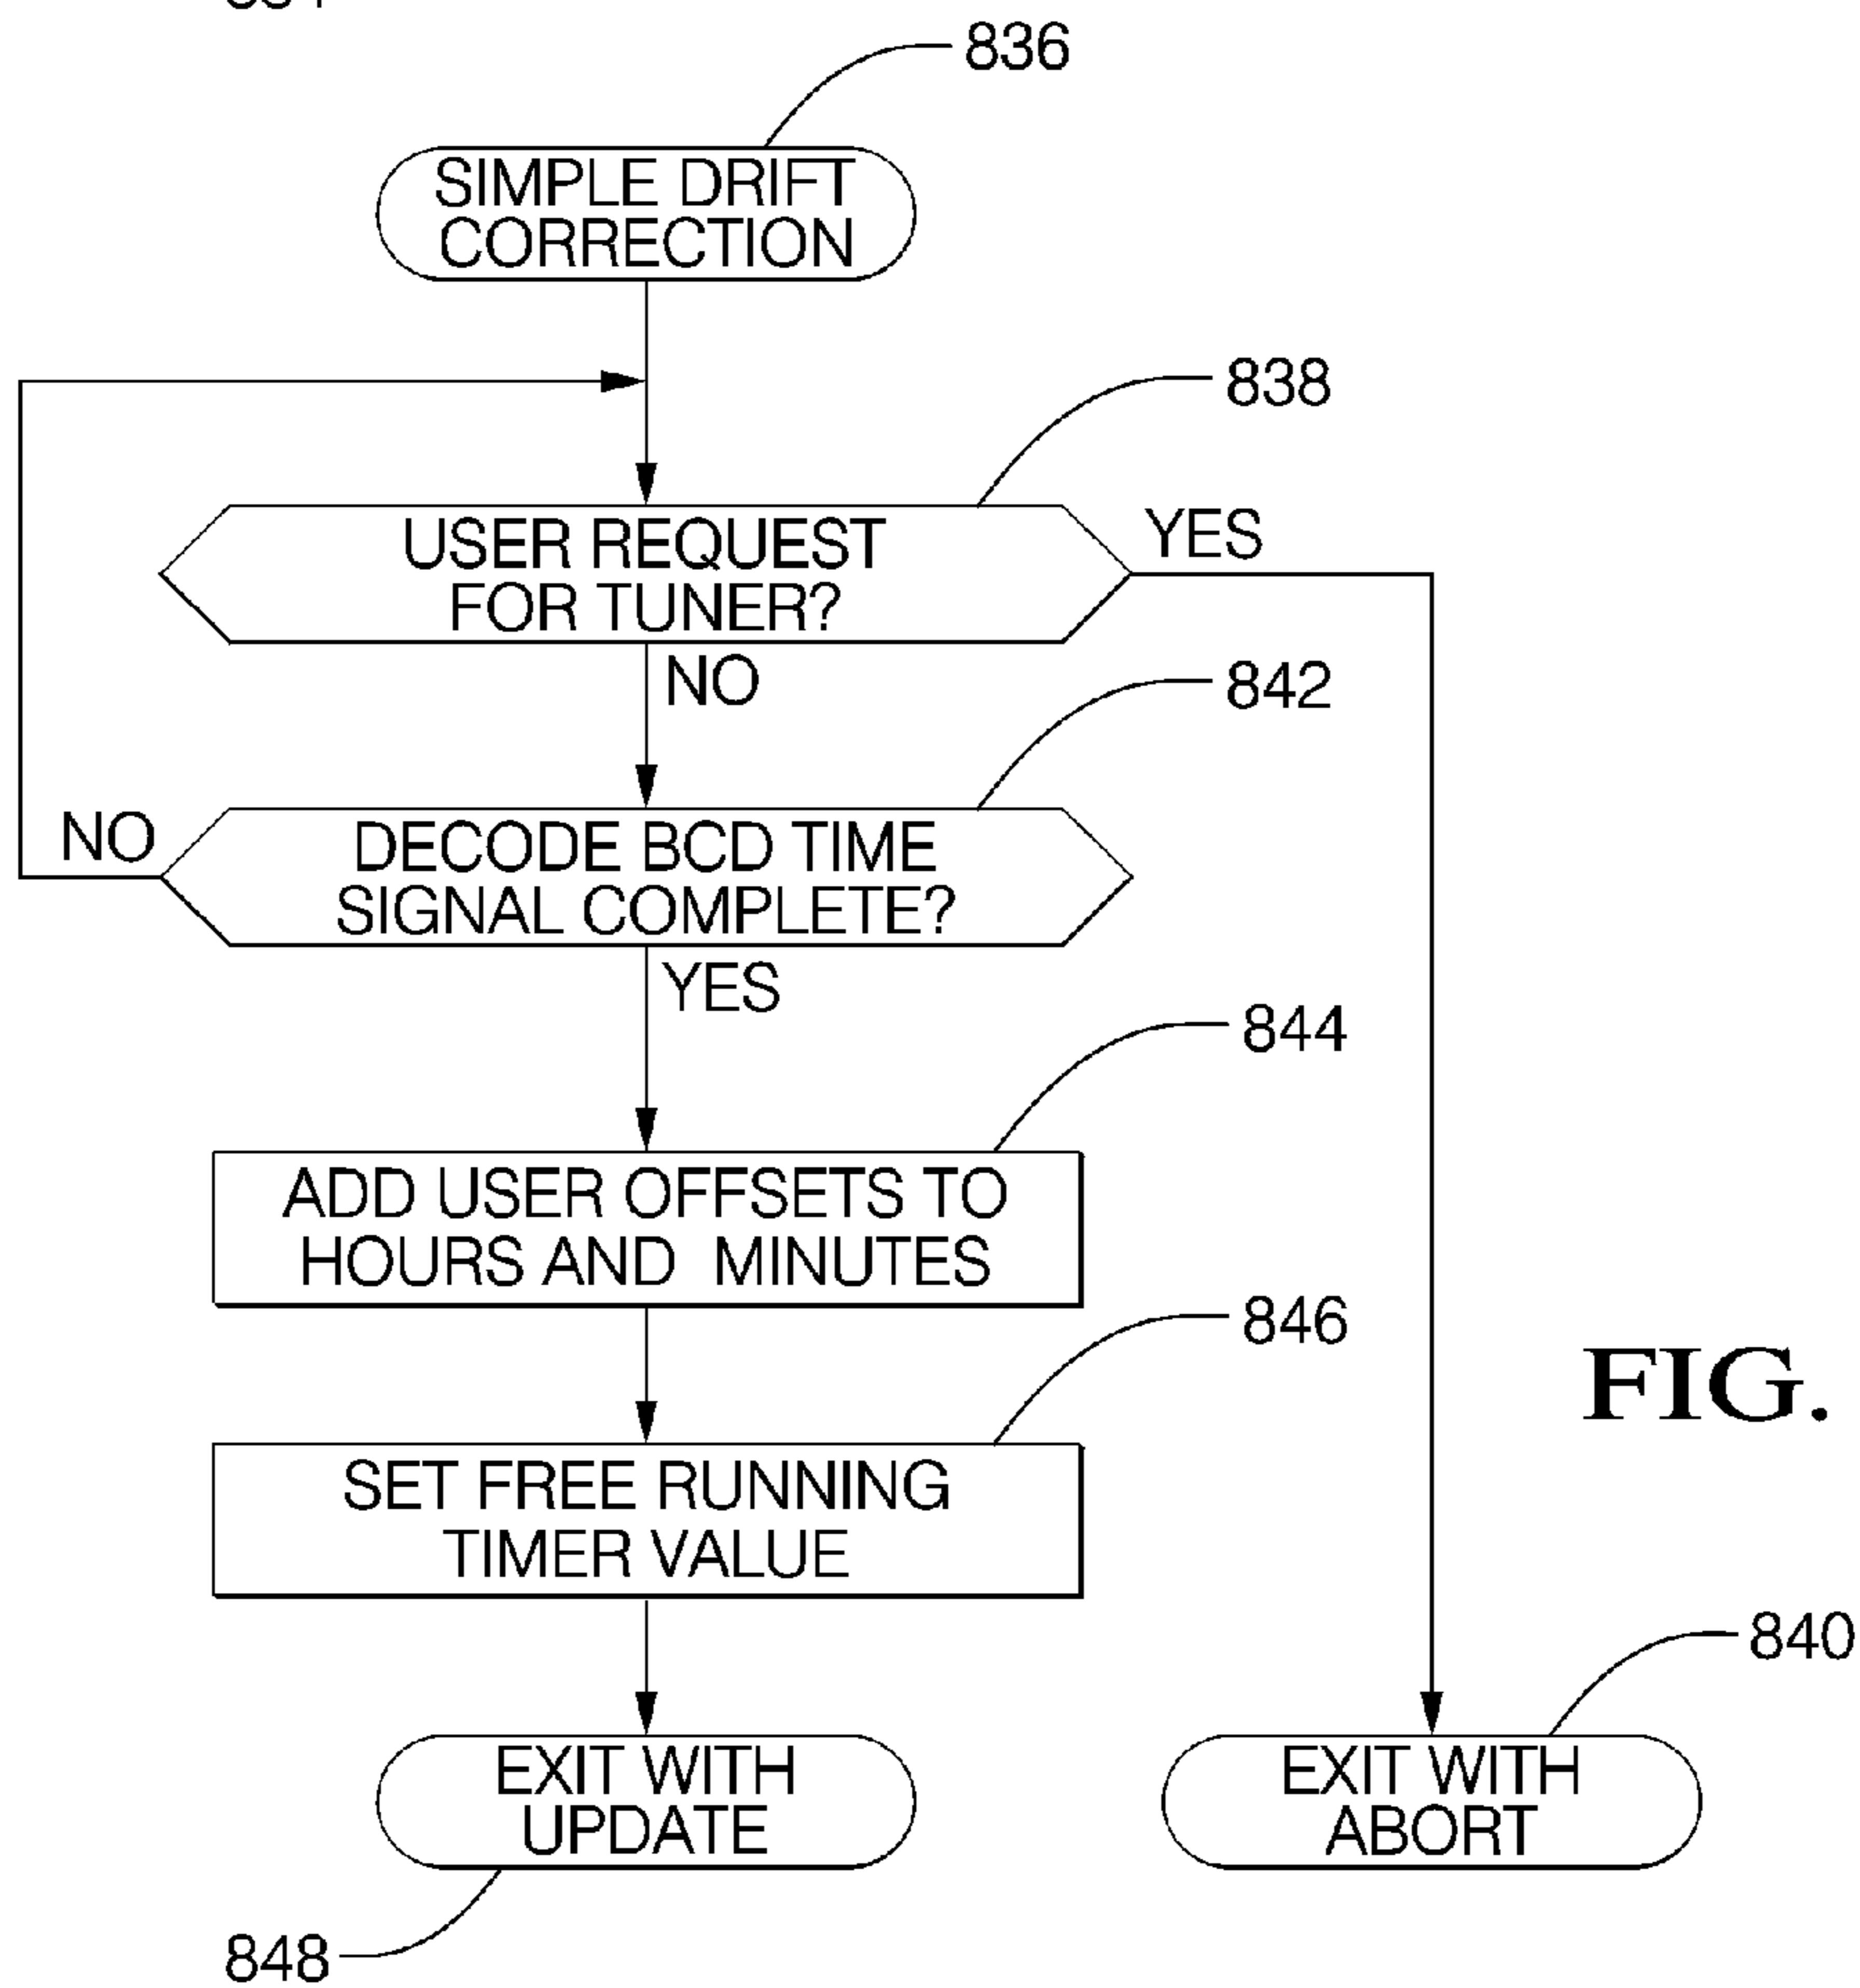 836
SIMPLE DRIFT
CORRECTION
838
USER REQUEST
FOR TUNER?
YES
NO
842
NO
DECODE BCD TIME
SIGNAL COMPLETE?
YES
844
ADD USER OFFSETS TO
HOURS AND MINUTES
846
SET FREE RUNNING
TIMER VALUE
FIG.
840
EXIT WITH
UPDATE
EXIT WITH
ABORT
848